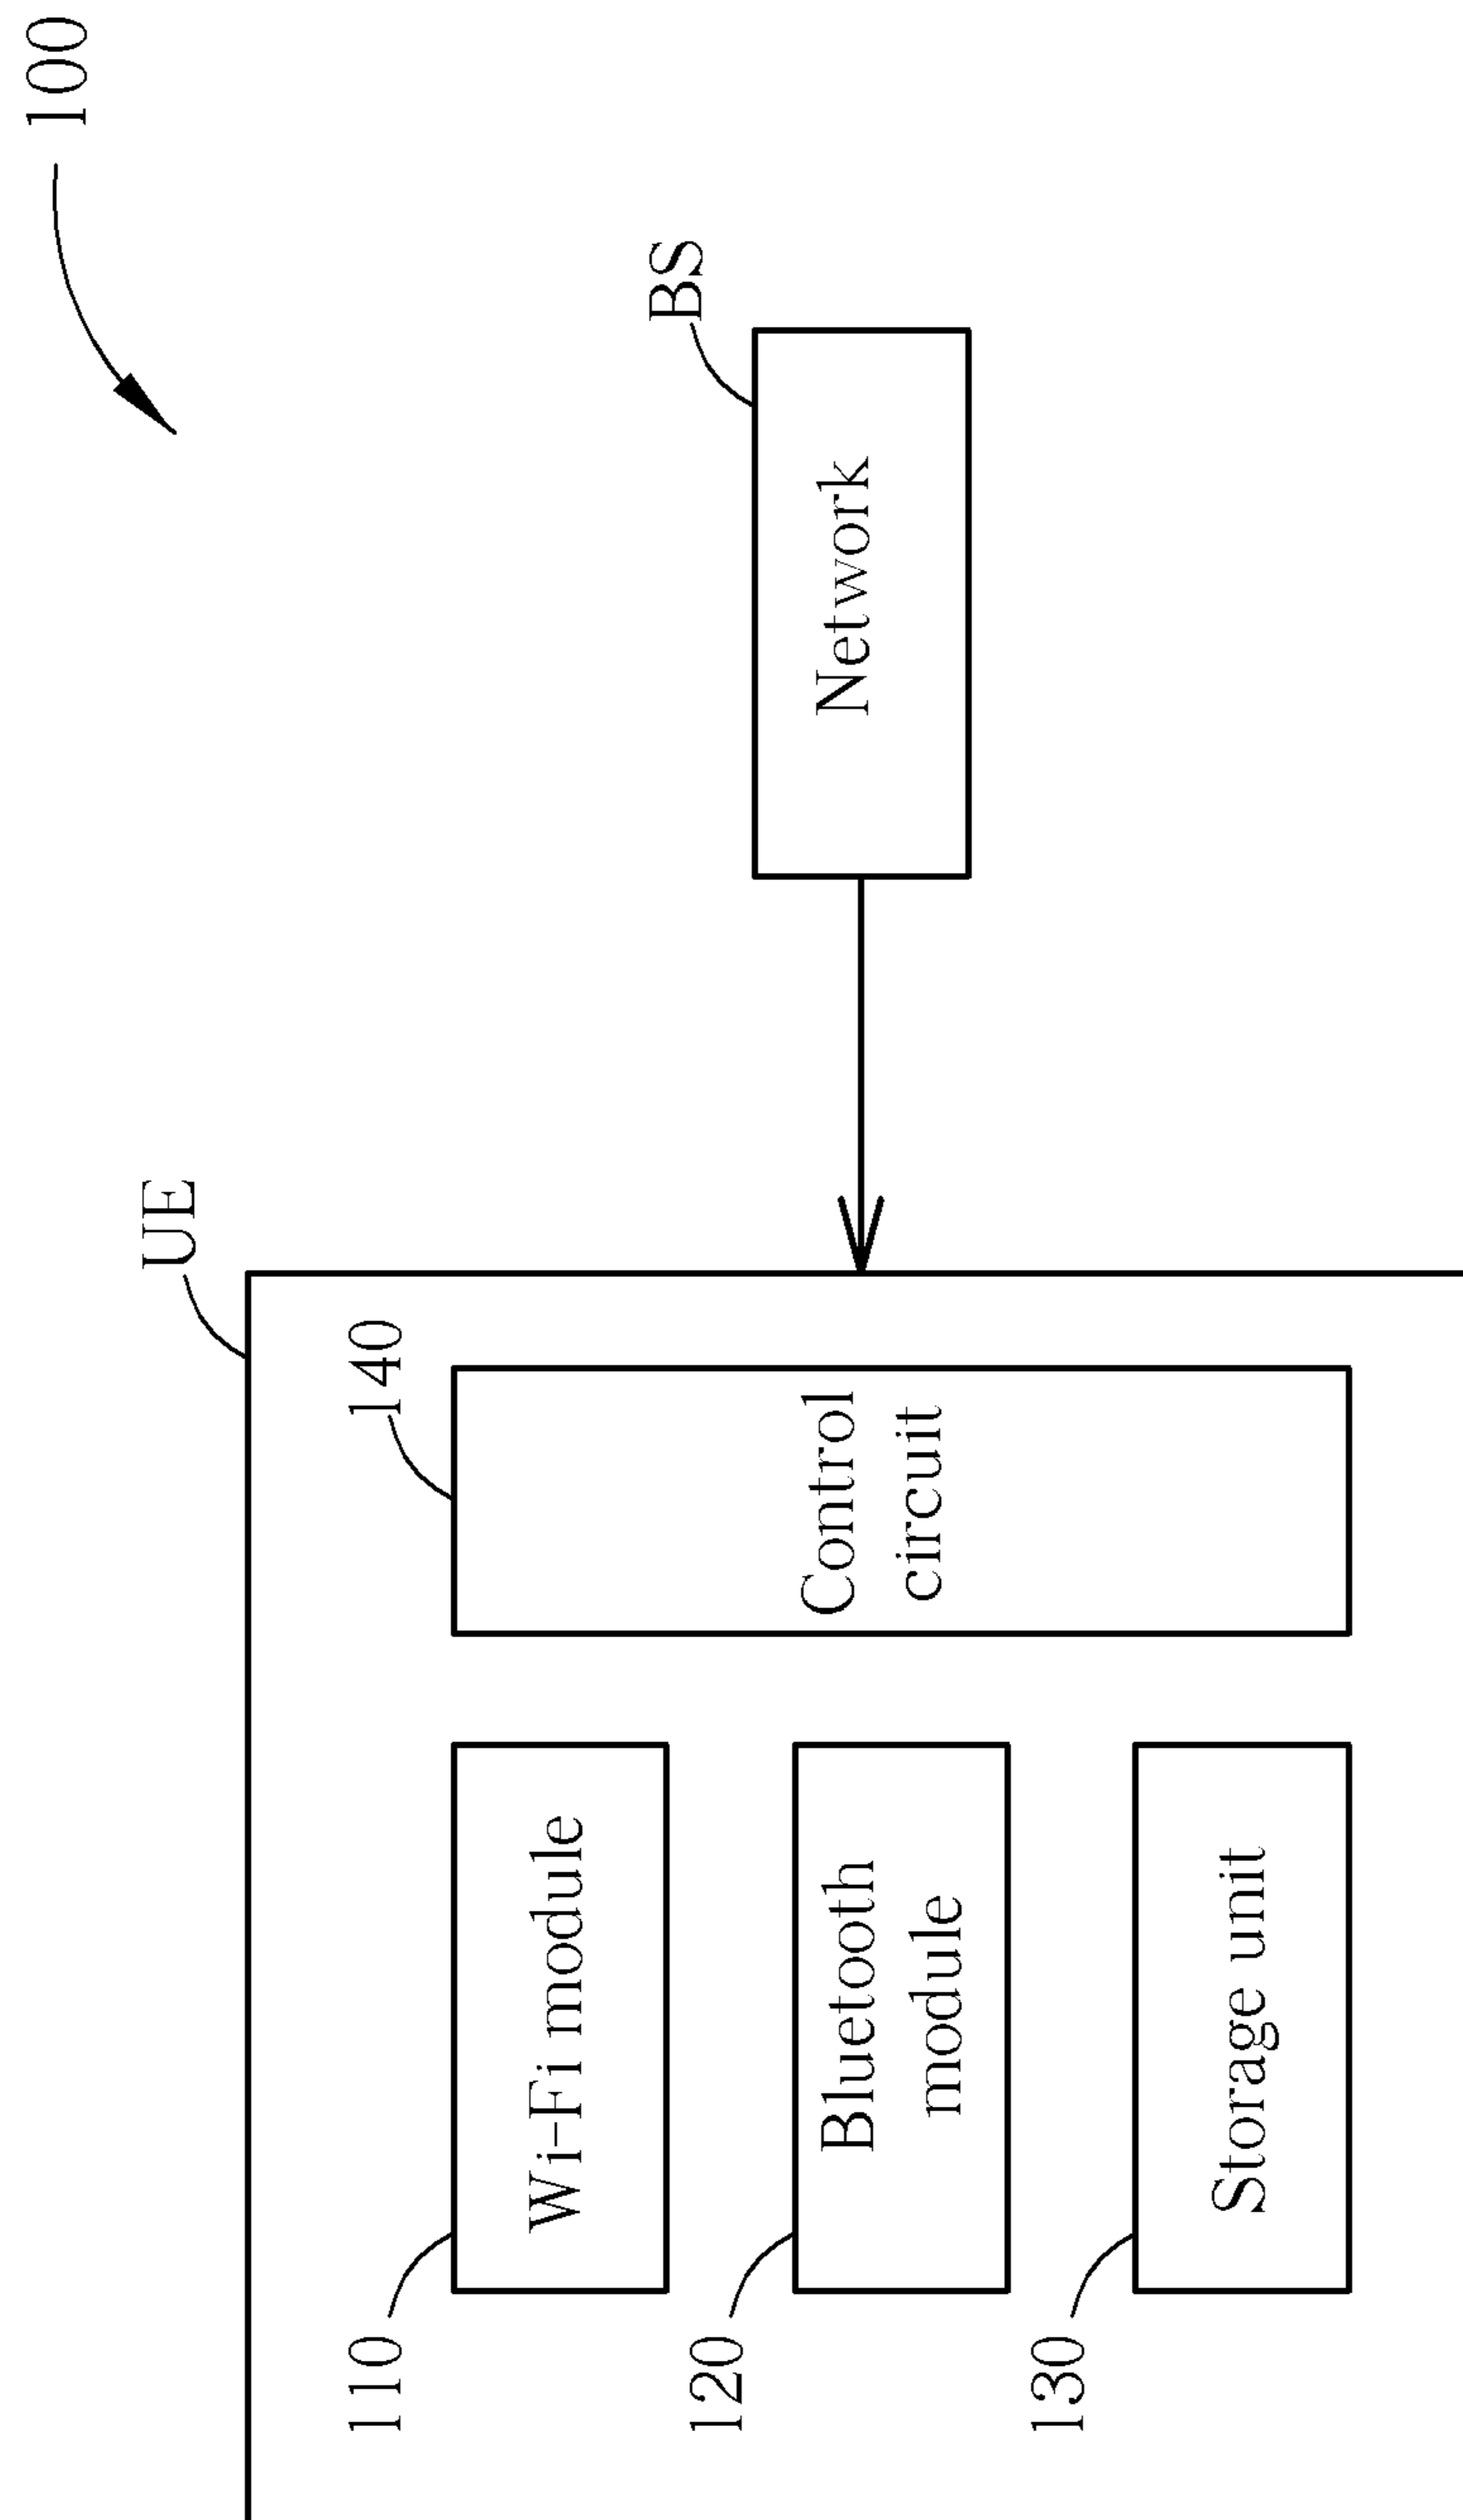 100
UE
BS
110
Wi-Fi module
140
Network
120
Bluetooth
module
Control
circuit
130
Storage unit